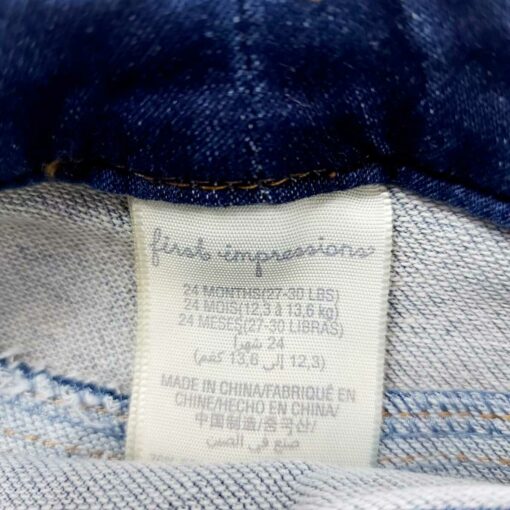 first impressions
24 MONTHS(27-30 LBS)
24 MOIS(12,3 à 13,6 kg)
24 MESES(27-30 LIBRAS)
24 شهراً
(12,3 إلى 13,6 كغم)
MADE IN CHINA/FABRIQUÉ EN
CHINE/HECHO EN CHINA/
中国制造/중국산/
صنع في الصين